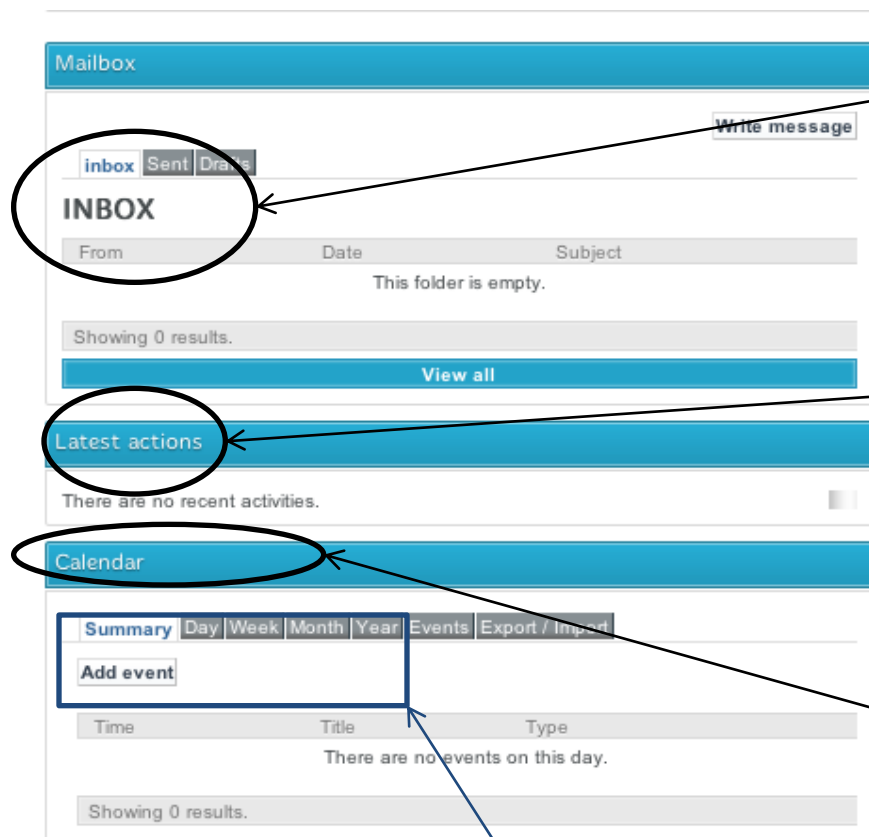 Mailbox
Write message
inbox Sent Drafts
INBOX
From Date Subject
This folder is empty.
Showing 0 results.
View all
Latest actions
There are no recent activities.
Calendar
Summary Day Week Month Year Events Export / Import
Add event
Time Title Type
There are no events on this day.
Showing 0 results.